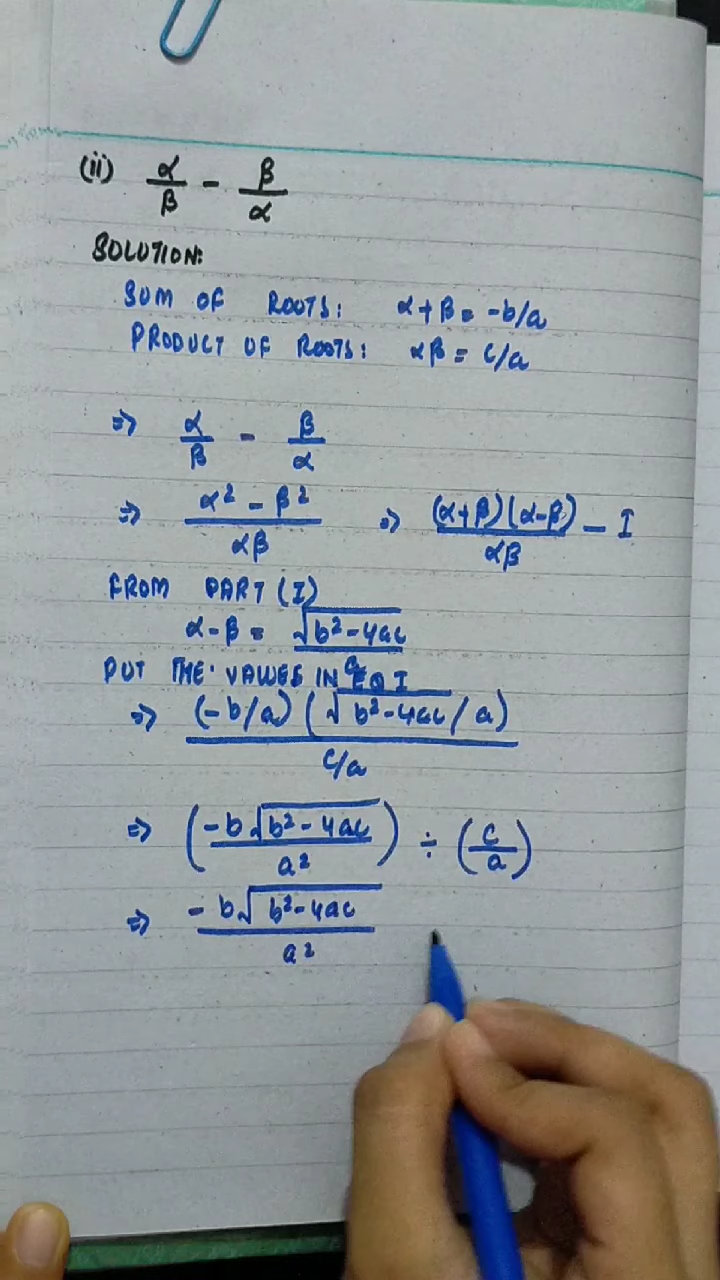 (ii) α/β - β/α
SOLUTION:
SUM OF ROOTS: α+β = -b/a
PRODUCT OF ROOTS: αβ = c/a
⇒ α/β - β/α
⇒ (α² - β²)/αβ ⇒ (α+β)(α-β)/αβ - I
FROM PART (I)
α-β = √(b²-4ac)/a
PUT THE VALUES IN EQ I
⇒ (-b/a)(√(b²-4ac)/a)/(c/a)
⇒ (-b√(b²-4ac)/a²) ÷ (c/a)
⇒ -b√(b²-4ac)/a²